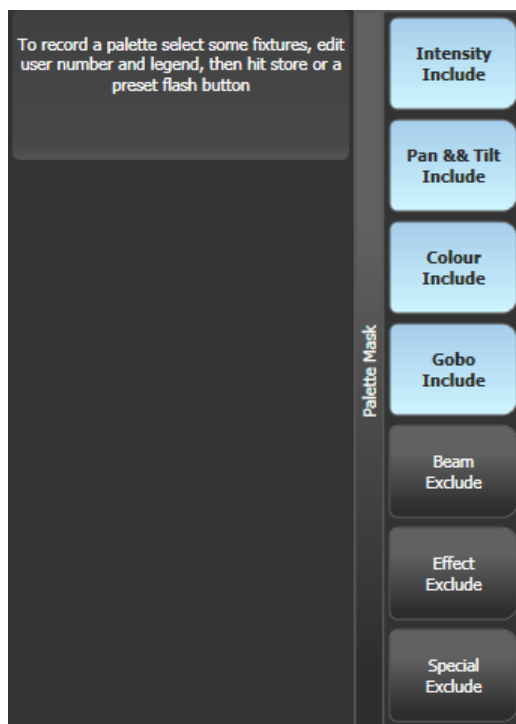 To record a palette select some fixtures, edit
user number and legend, then hit store or a
preset flash button
Palette Mask
Intensity
Include
Pan && Tilt
Include
Colour
Include
Gobo
Include
Beam
Exclude
Effect
Exclude
Special
Exclude